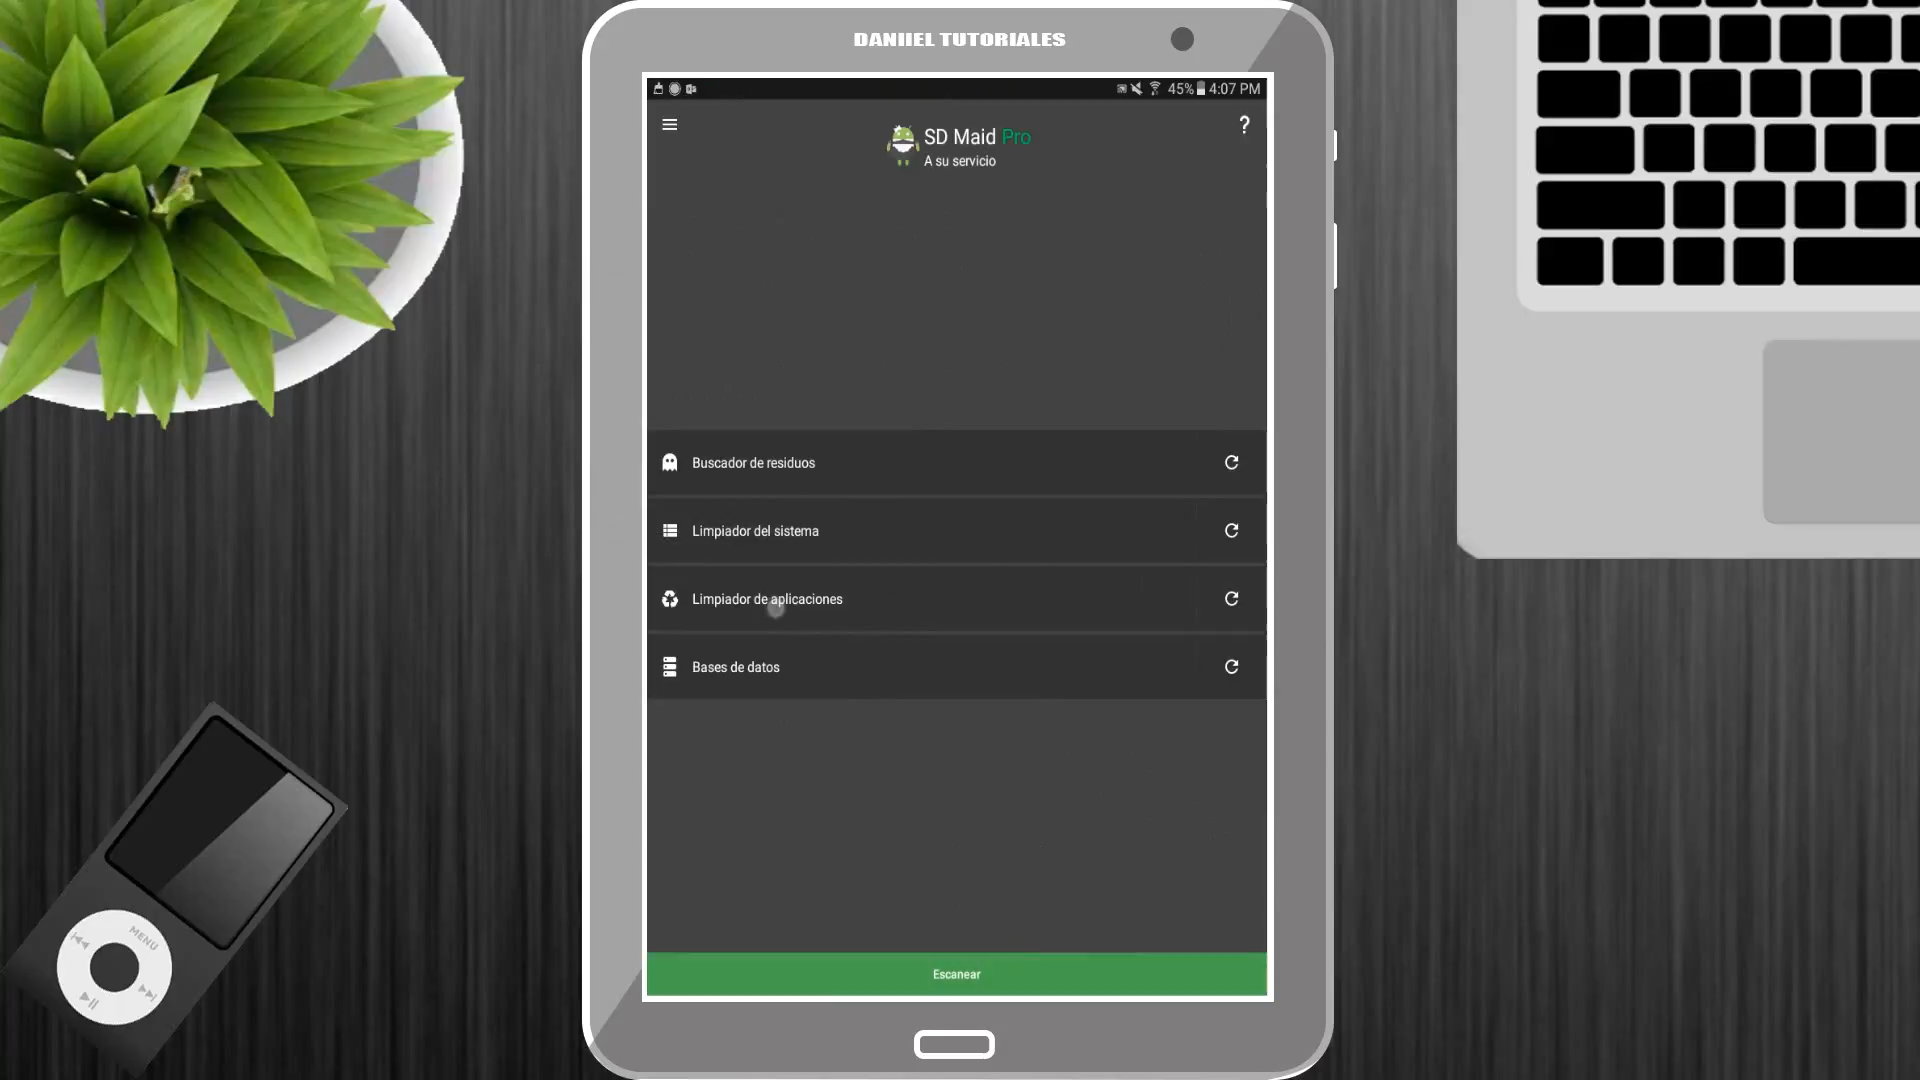 DANIIEL TUTORIALES
45% 4:07 PM
SD Maid Pro
?
A su servicio
Buscador de residuos
Limpiador del sistema
Limpiador de aplicaciones
Bases de datos
Escanear
MENU